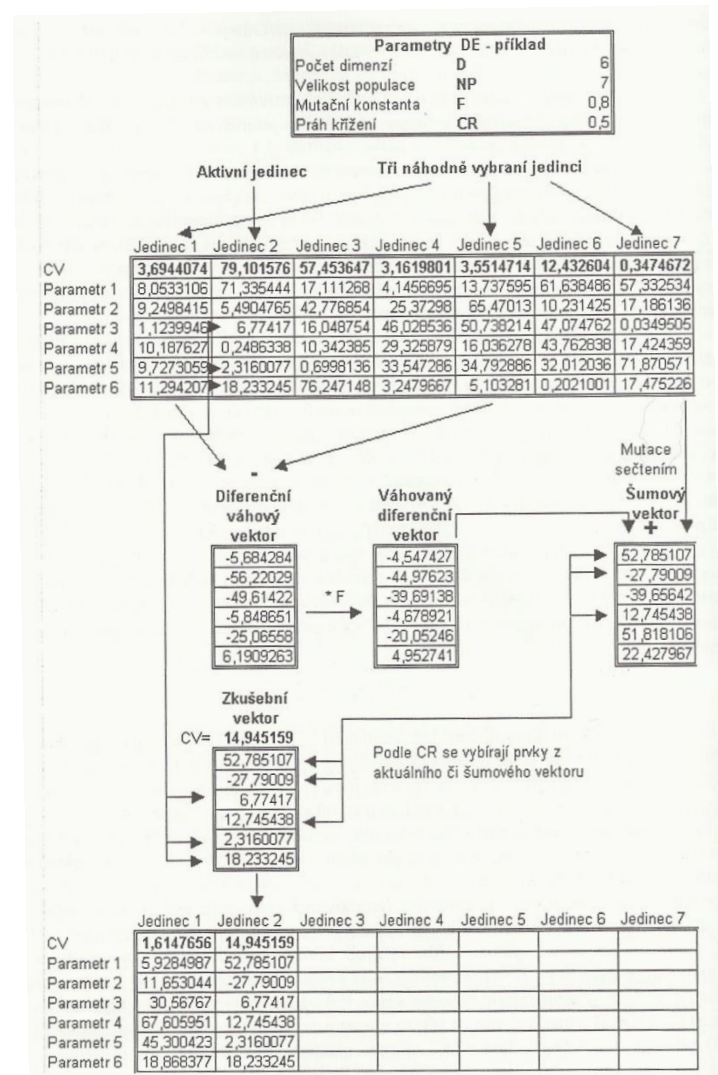 Parametry DE - příklad
Počet dimenzí D 6
Velikost populace NP 7
Mutační konstanta F 0,8
Práh křížení CR 0,5
Aktivní jedinec
Tři náhodně vybraní jedinci
Jedinec 1 Jedinec 2 Jedinec 3 Jedinec 4 Jedinec 5 Jedinec 6 Jedinec 7
CV 3,6944074 79,101576 57,453647 3,1619801 3,5514714 12,432604 0,3474672
Parametr 1 8,0533106 71,335444 17,111268 4,1456695 13,737595 61,638486 57,332534
Parametr 2 9,2498415 5,4904765 42,776854 25,37298 65,47013 10,231425 17,186136
Parametr 3 1,1239946 6,77417 16,048754 46,028536 50,738214 47,074762 0,0349505
Parametr 4 10,187627 0,2486338 10,342385 29,325879 16,036278 43,762838 17,424359
Parametr 5 9,7273059 2,3160077 0,6998136 33,547286 34,792886 32,012036 71,870571
Parametr 6 11,294207 18,233245 76,247148 3,2479667 5,103281 0,2021001 17,475226
-
Diferenční
váhový
vektor
-5,684284
-56,22029
-49,61422
-5,848651
-25,06558
6,1909263
* F
Váhovaný
diferenční
vektor
-4,547427
-44,97623
-39,69138
-4,678921
-20,05246
4,952741
Mutace
sečtením
Šumový
vektor
+
52,785107
-27,79009
-39,65642
12,745438
51,818106
22,427967
Zkušební
vektor
CV= 14,945159
52,785107
-27,79009
6,77417
12,745438
2,3160077
18,233245
Podle CR se vybírají prvky z
aktuálního či šumového vektoru
Jedinec 1 Jedinec 2 Jedinec 3 Jedinec 4 Jedinec 5 Jedinec 6 Jedinec 7
CV 1,6147656 14,945159
Parametr 1 5,9284987 52,785107
Parametr 2 11,653044 -27,79009
Parametr 3 30,56767 6,77417
Parametr 4 67,605951 12,745438
Parametr 5 45,300423 2,3160077
Parametr 6 18,868377 18,233245